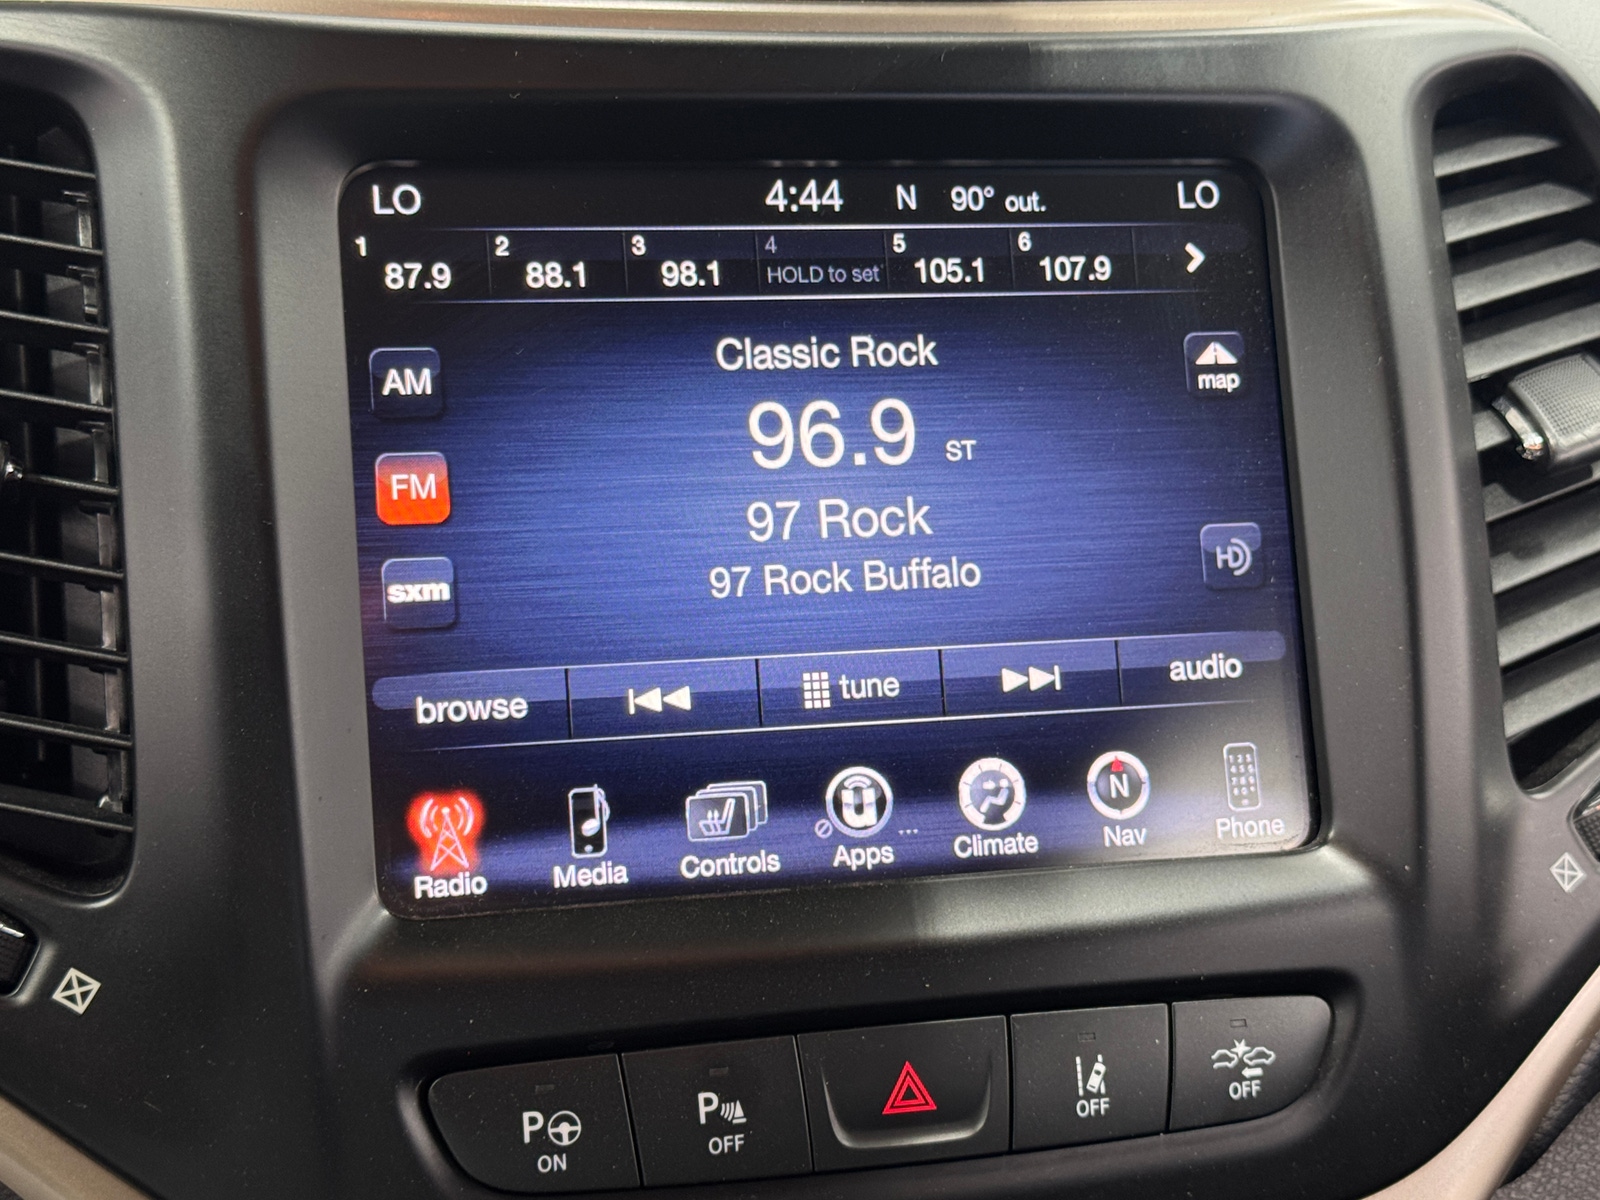 LO 4:44 N 90° out. LO
1 2 3 4 5 6
87.9 88.1 98.1 HOLD to set 105.1 107.9
Classic Rock
AM
map
96.9 ST
FM
97 Rock
HD
97 Rock Buffalo
sxm
browse tune audio
Radio Media Controls Apps ... Climate N Nav Phone
P ON
P OFF
OFF
OFF